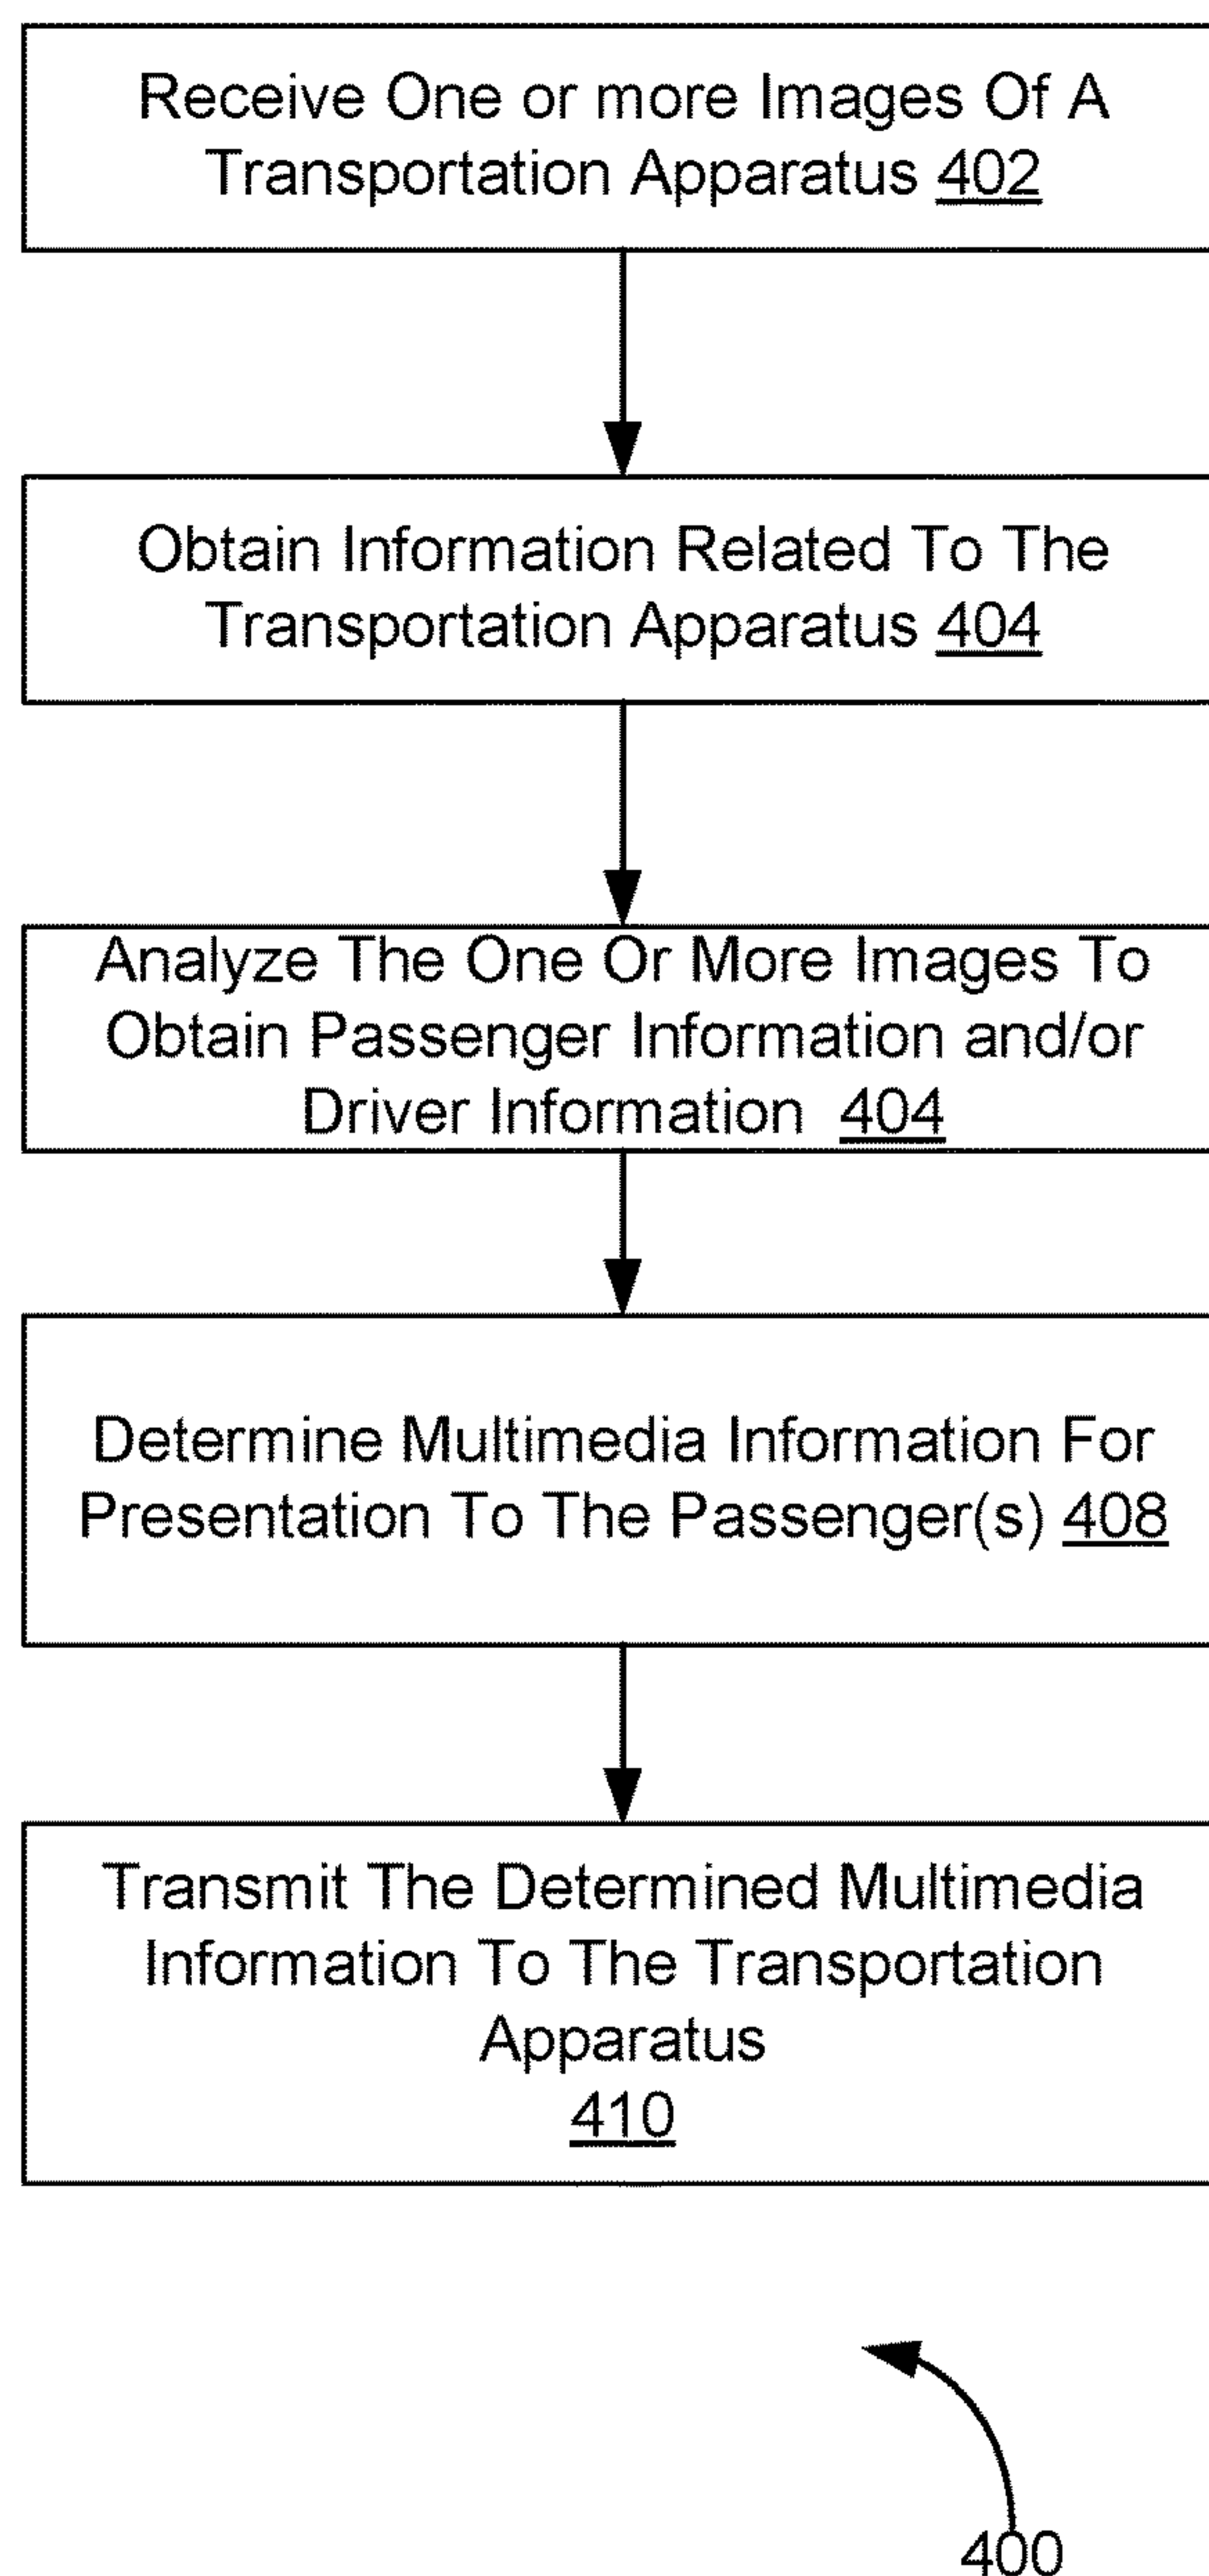 Receive One or more Images Of A
Transportation Apparatus 402
Obtain Information Related To The
Transportation Apparatus 404
Analyze The One Or More Images To
Obtain Passenger Information and/or
Driver Information 404
Determine Multimedia Information For
Presentation To The Passenger(s) 408
Transmit The Determined Multimedia
Information To The Transportation
Apparatus
410
400